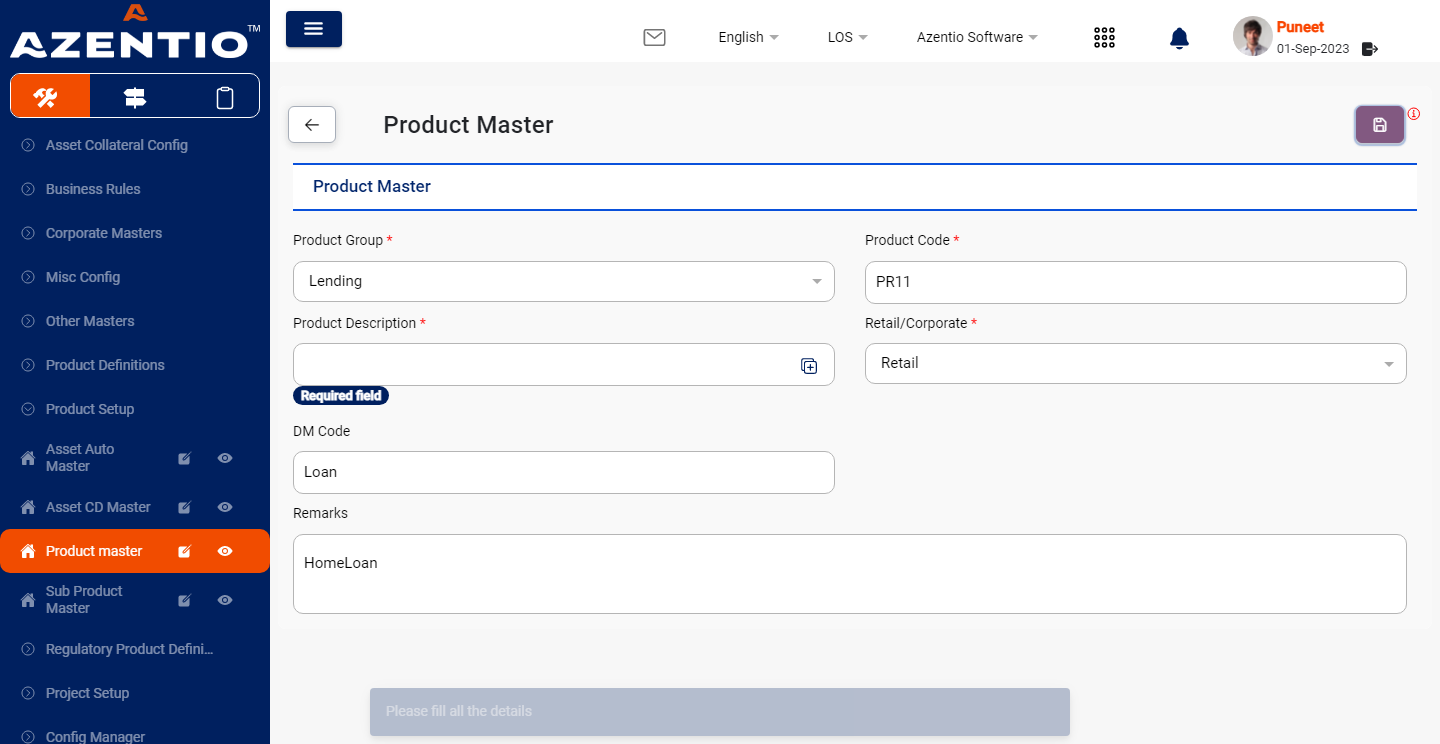 AZENTIO TM
English
LOS
Azentio Software
Puneet
01-Sep-2023
Asset Collateral Config
Business Rules
Corporate Masters
Misc Config
Other Masters
Product Definitions
Product Setup
Asset Auto
Master
Asset CD Master
Product master
Sub Product
Master
Regulatory Product Defini...
Project Setup
Config Manager
Product Master
Product Master
Product Group *
Lending
Product Code *
PR11
Product Description *
Required field
Retail/Corporate *
Retail
DM Code
Loan
Remarks
HomeLoan
Please fill all the details